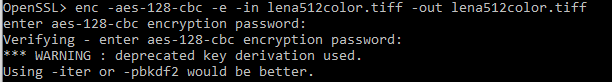 OpenSSL> enc -aes-128-cbc -e -in lena512color.tiff -out lena512color.tiff
enter aes-128-cbc encryption password:
Verifying - enter aes-128-cbc encryption password:
*** WARNING : deprecated key derivation used.
Using -iter or -pbkdf2 would be better.